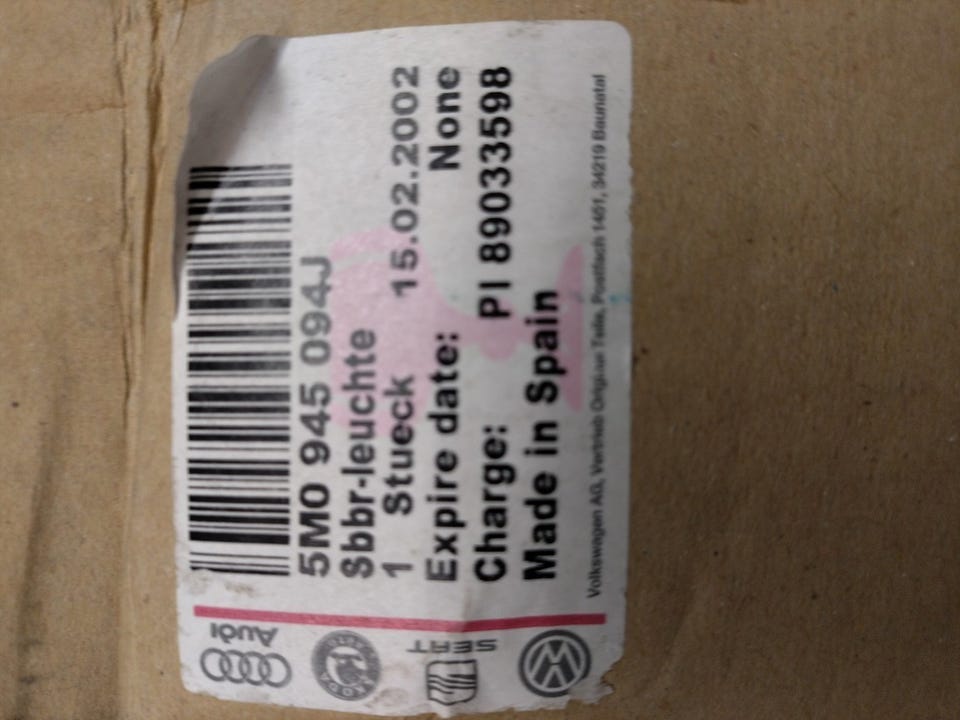 Audi
SKODA
SEAT
5M0 945 094J
Sbbr-leuchte
1 Stueck 15.02.2002
Expire date: None
Charge: PI 89033598
Made in Spain
Volkswagen AG, Vertrieb Original Teile, Postfach 1451, 34219 Baunatal